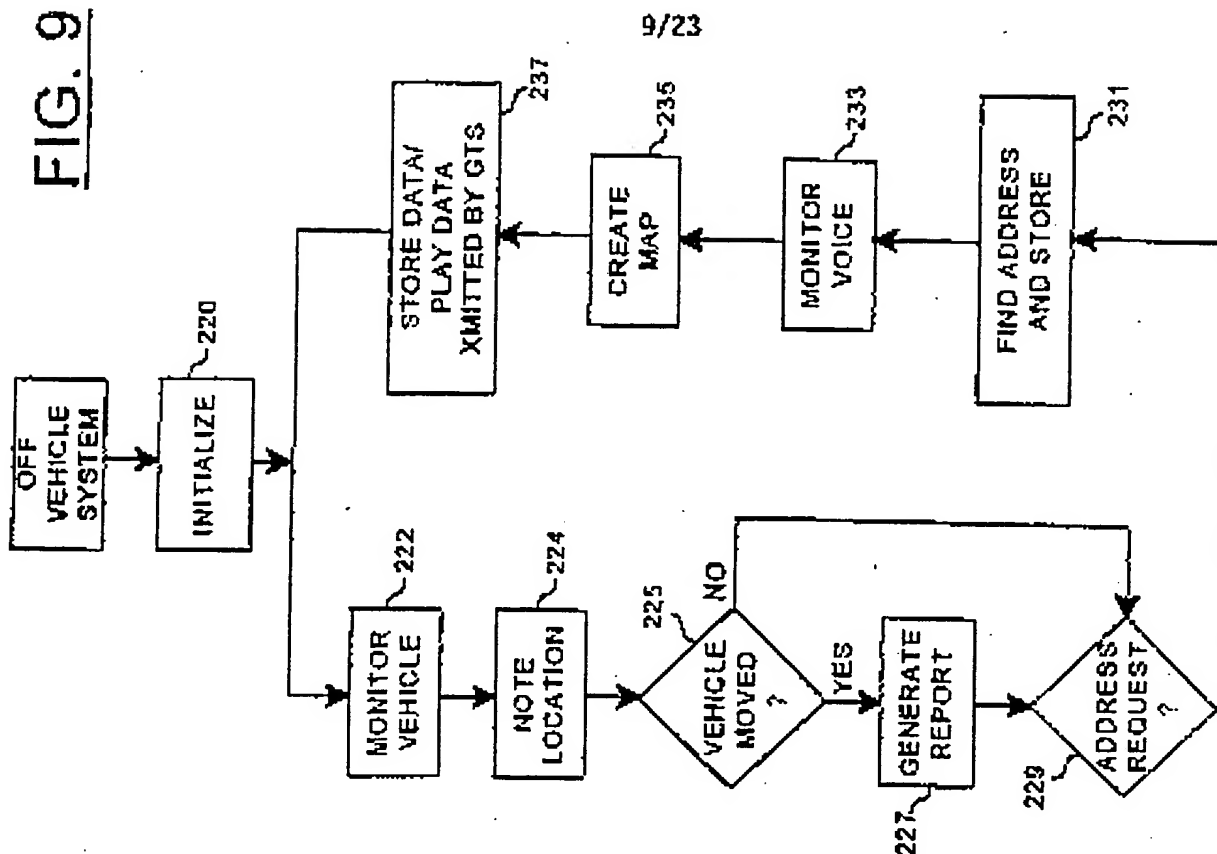 FIG. 9
9/23
OFF
VEHICLE
SYSTEM
220
INITIALIZE
222
MONITOR
VEHICLE
224
NOTE
LOCATION
225
VEHICLE
MOVED
?
NO
YES
227
GENERATE
REPORT
229
ADDRESS
REQUEST
?
231
FIND ADDRESS
AND STORE
233
MONITOR
VOICE
235
CREATE
MAP
237
STORE DATA/
PLAY DATA
XMITTED BY GTS